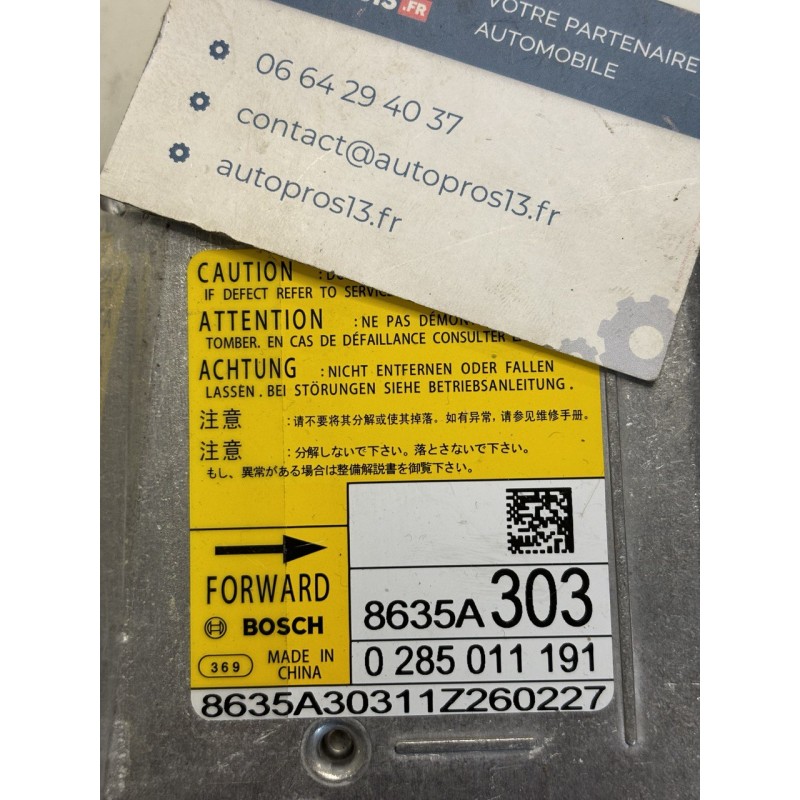 .FR
VOTRE PARTENAIRE
AUTOMOBILE
06 64 29 40 37
contact@autopros13.fr
autopros13.fr
CAUTION :
IF DEFECT REFER TO
ATTENTION : NE PAS
TOMBER. EN CAS DE DÉFAILLANCE CONSULTER
ACHTUNG : NICHT ENTFERNEN ODER FALLEN
LASSEN. BEI STÖRUNGEN SIEHE BETRIEBSANLEITUNG.
注意 : 请不要将其分解或使其掉落。如有异常,请参见维修手册。
注意 : 分解しないで下さい。落とさないで下さい。
もし、異常がある場合は整備解説書を御覧下さい。
FORWARD
8635A303
BOSCH
369 MADE IN CHINA
0 285 011 191
8635A30311Z260227